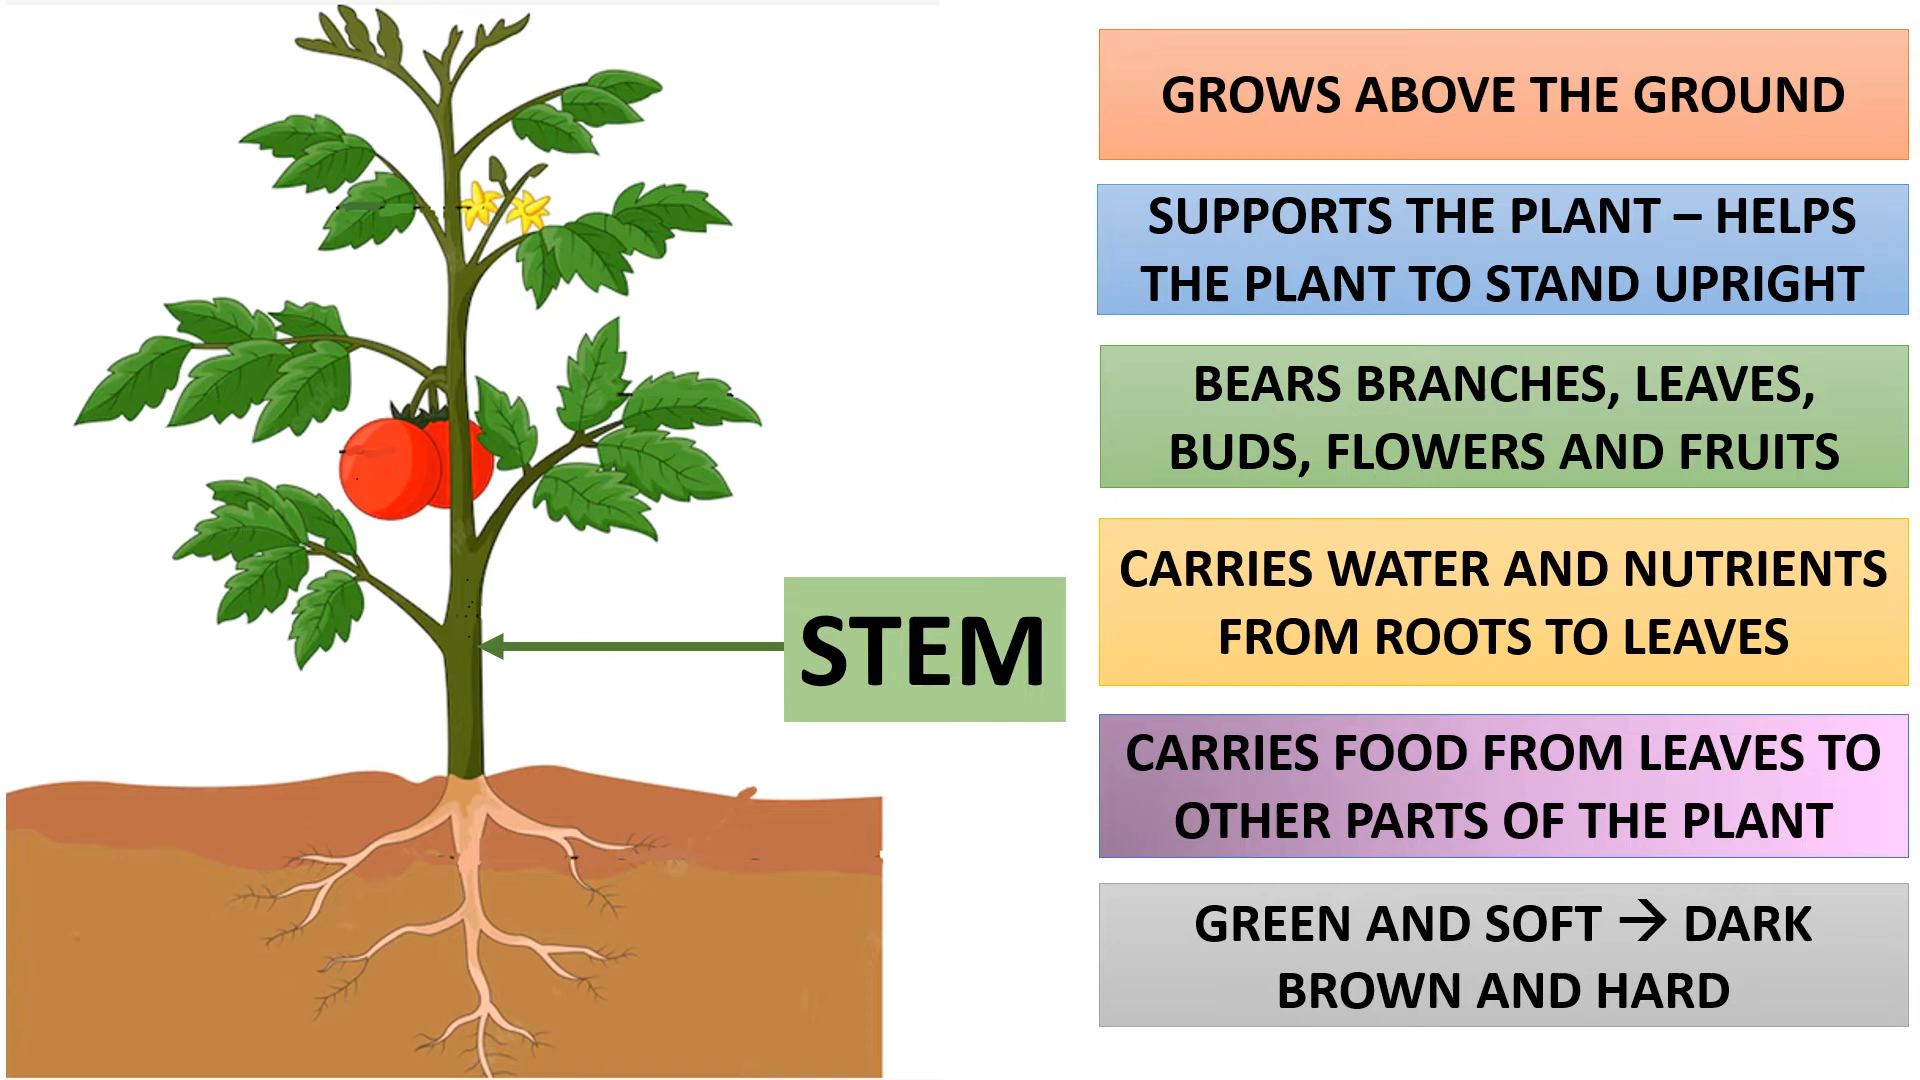 GROWS ABOVE THE GROUND
SUPPORTS THE PLANT – HELPS
THE PLANT TO STAND UPRIGHT
BEARS BRANCHES, LEAVES,
BUDS, FLOWERS AND FRUITS
CARRIES WATER AND NUTRIENTS
FROM ROOTS TO LEAVES
STEM
CARRIES FOOD FROM LEAVES TO
OTHER PARTS OF THE PLANT
GREEN AND SOFT → DARK
BROWN AND HARD